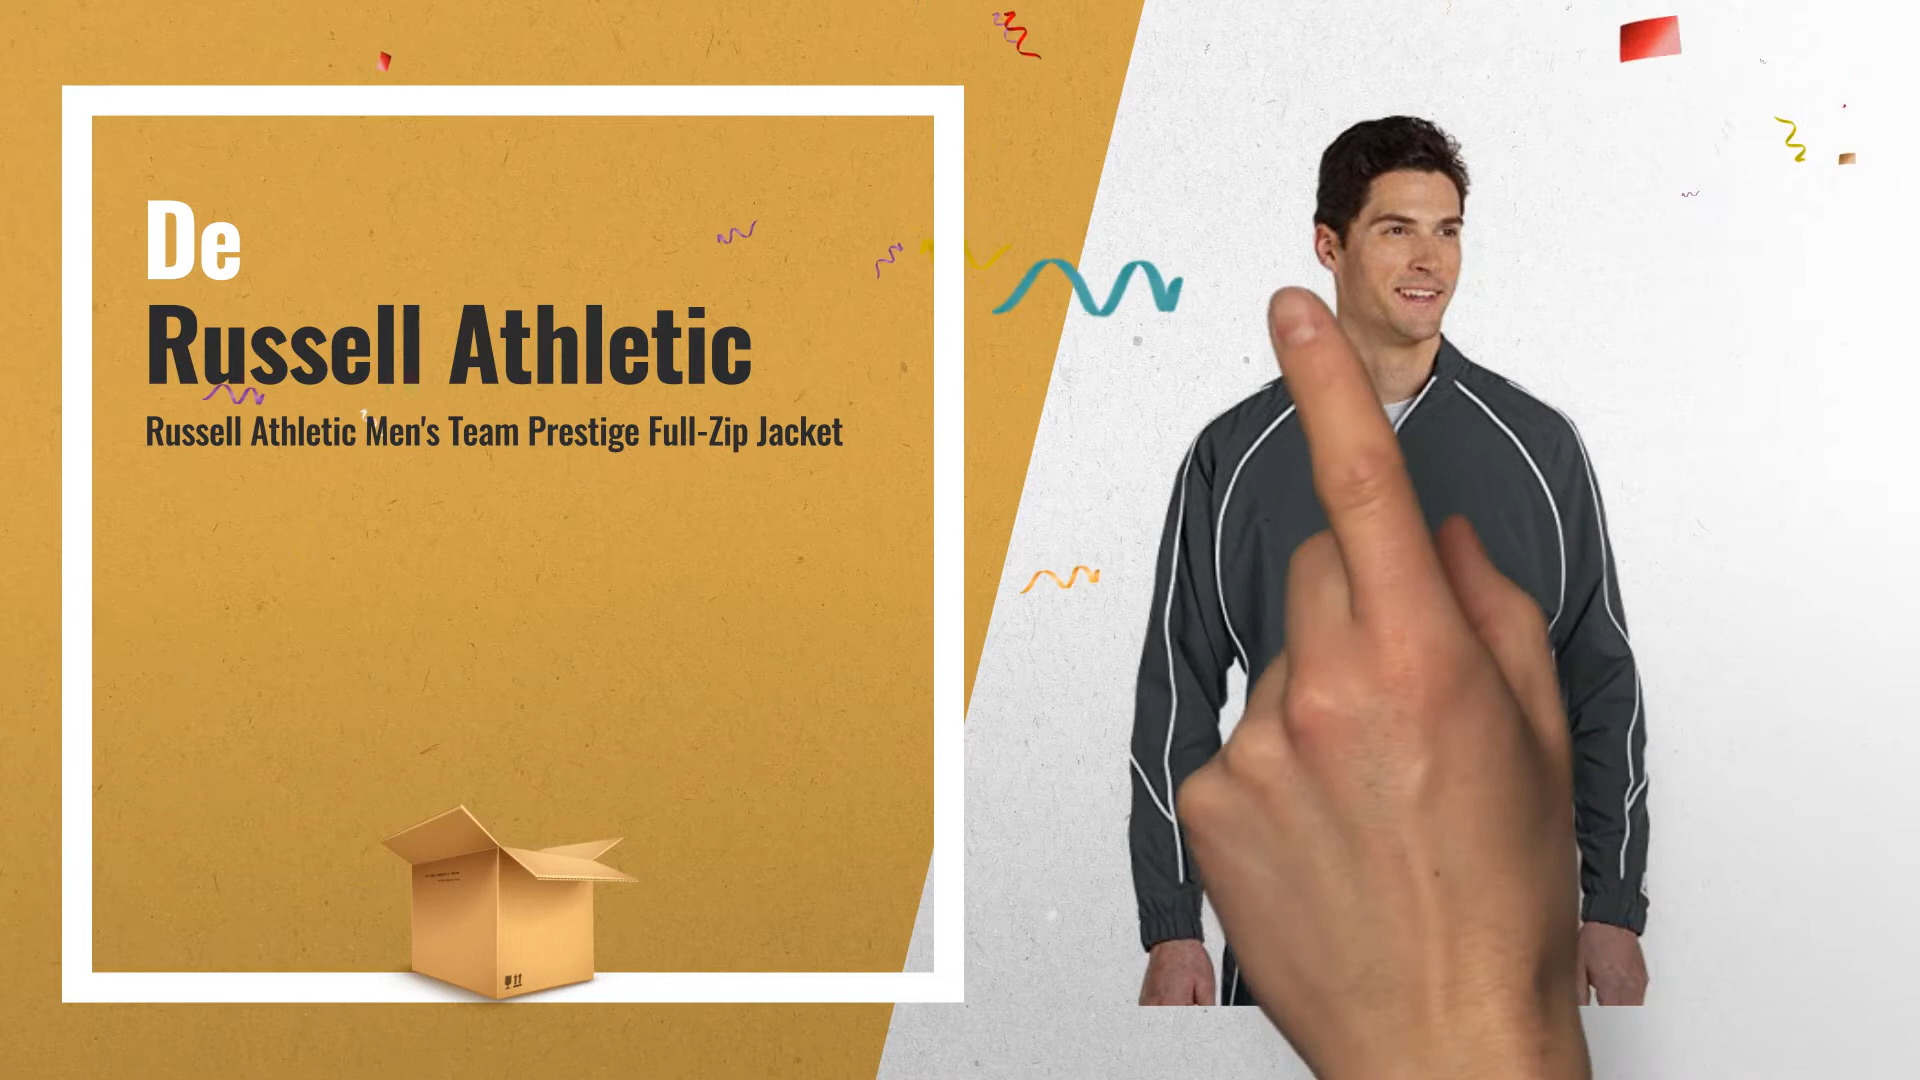 De
Russell Athletic
Russell Athletic Men's Team Prestige Full-Zip Jacket